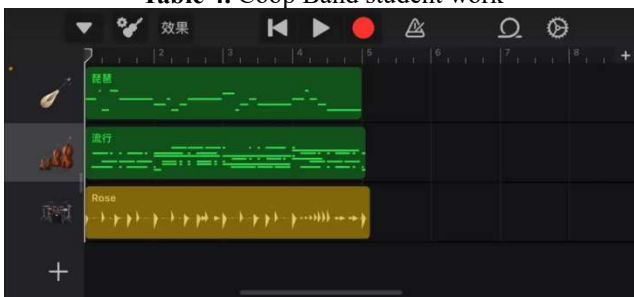 Table 4. Coop Band student work
效果
2 3 4 5 6 7 8
琵琶
流行
Rose